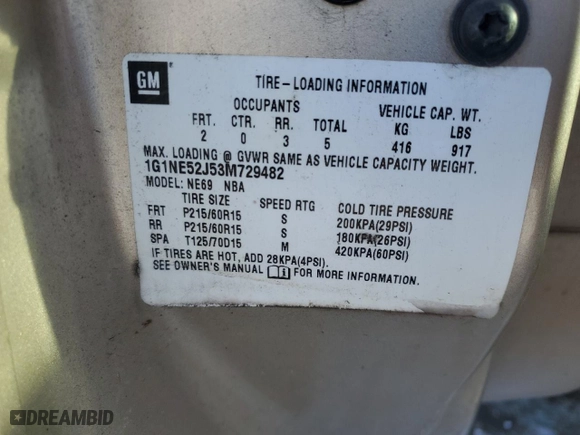 GM
TIRE-LOADING INFORMATION
OCCUPANTS VEHICLE CAP. WT.
FRT. CTR. RR. TOTAL KG LBS
2 0 3 5 416 917
MAX. LOADING @ GVWR SAME AS VEHICLE CAPACITY WEIGHT.
1G1NE52J53M729482
MODEL: NE69 NBA
TIRE SIZE SPEED RTG COLD TIRE PRESSURE
FRT P215/60R15 S 200KPA(29PSI)
RR P215/60R15 S 180KPA(26PSI)
SPA T125/70D15 M 420KPA(60PSI)
IF TIRES ARE HOT, ADD 28KPA(4PSI).
SEE OWNER'S MANUAL FOR MORE INFORMATION.
DREAMBID